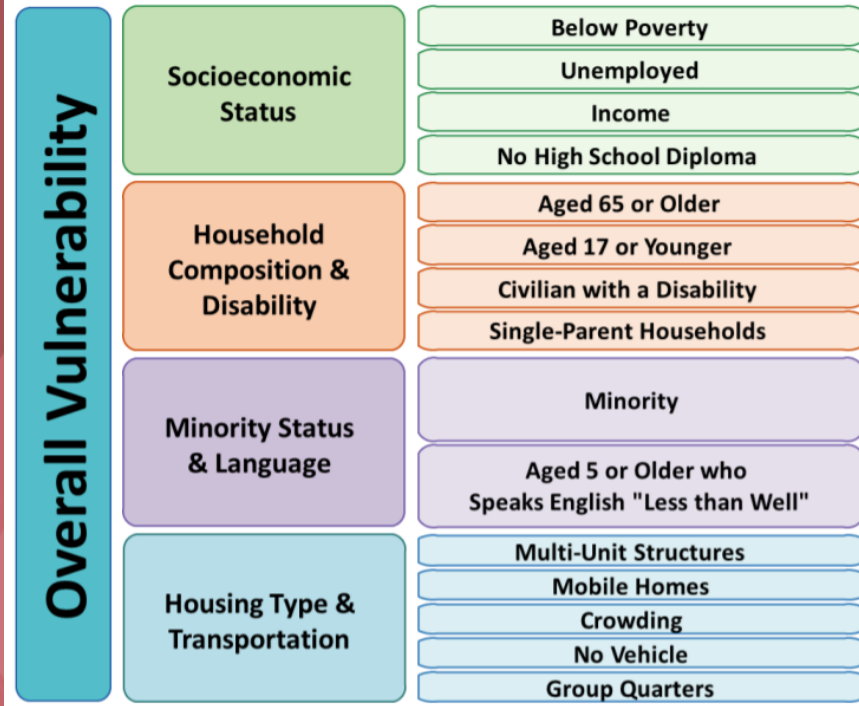 Overall Vulnerability
Socioeconomic
Status
Below Poverty
Unemployed
Income
No High School Diploma
Household
Composition &
Disability
Aged 65 or Older
Aged 17 or Younger
Civilian with a Disability
Single-Parent Households
Minority Status
& Language
Minority
Aged 5 or Older who
Speaks English "Less than Well"
Housing Type &
Transportation
Multi-Unit Structures
Mobile Homes
Crowding
No Vehicle
Group Quarters